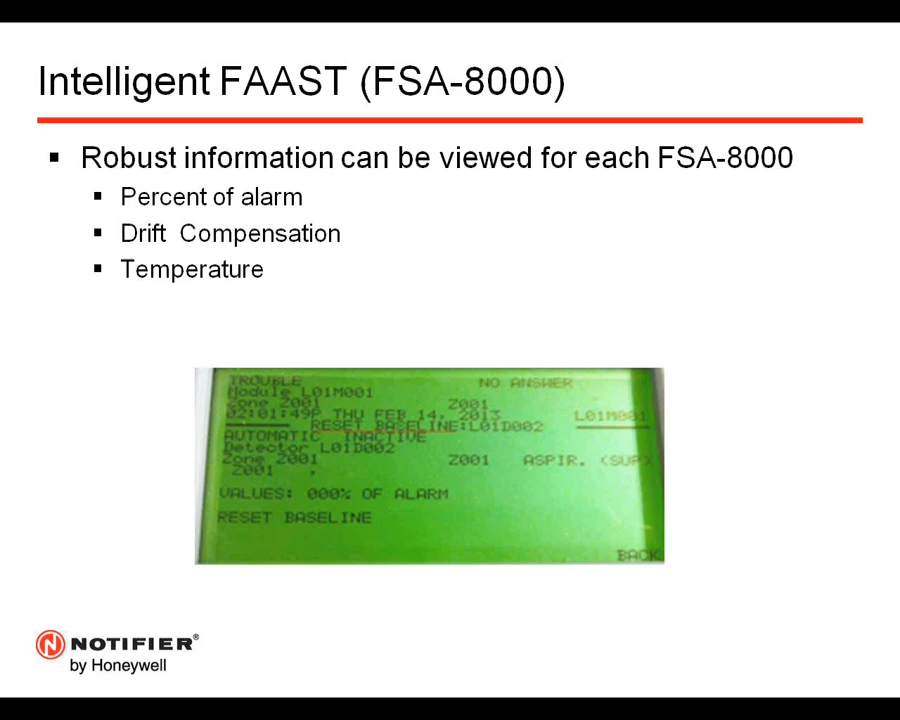 Intelligent FAAST (FSA-8000)
Robust information can be viewed for each FSA-8000
Percent of alarm
Drift Compensation
Temperature
TROUBLE NO ANSWER
Module L01M001
Zone Z001 Z001
02:01:49P THU FEB 14, 2013 L01M001
RESET BASELINE:L01D002
AUTOMATIC INACTIVE
Detector L01D002
Zone Z001 Z001 ASPIR. (SUP)
Z001 ,
VALUES: 000% OF ALARM
RESET BASELINE
BACK
N NOTIFIER®
by Honeywell